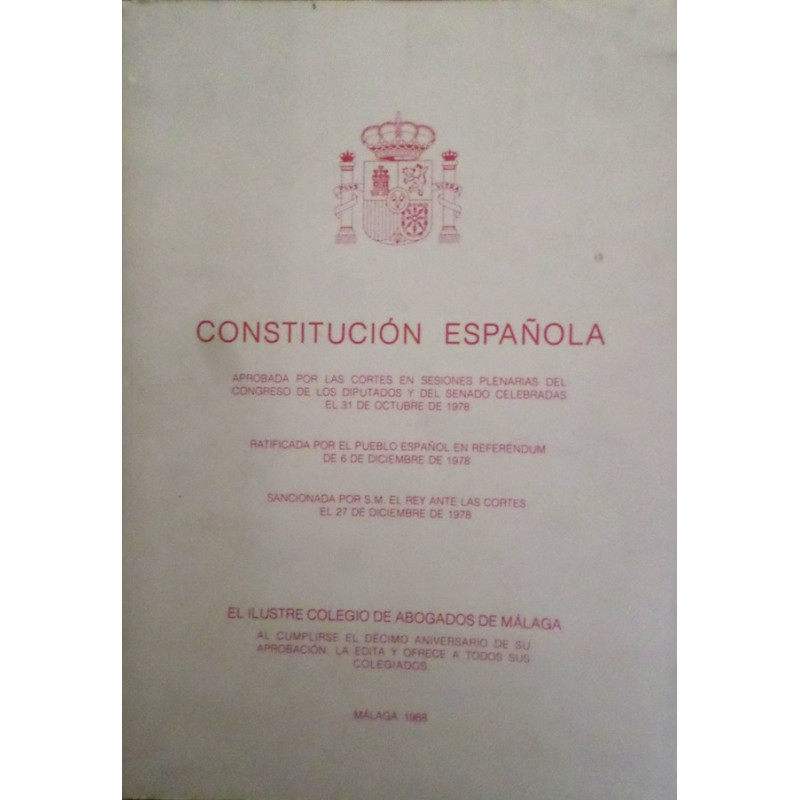 PLUS ULTRA
CONSTITUCIÓN ESPAÑOLA
APROBADA POR LAS CORTES EN SESIONES PLENARIAS DEL
CONGRESO DE LOS DIPUTADOS Y DEL SENADO CELEBRADAS
EL 31 DE OCTUBRE DE 1978
RATIFICADA POR EL PUEBLO ESPAÑOL EN REFERÉNDUM
DE 6 DE DICIEMBRE DE 1978
SANCIONADA POR S.M. EL REY ANTE LAS CORTES
EL 27 DE DICIEMBRE DE 1978
EL ILUSTRE COLEGIO DE ABOGADOS DE MÁLAGA
AL CUMPLIRSE EL DÉCIMO ANIVERSARIO DE SU
APROBACIÓN, LA EDITA Y OFRECE A TODOS SUS
COLEGIADOS.
MÁLAGA 1988